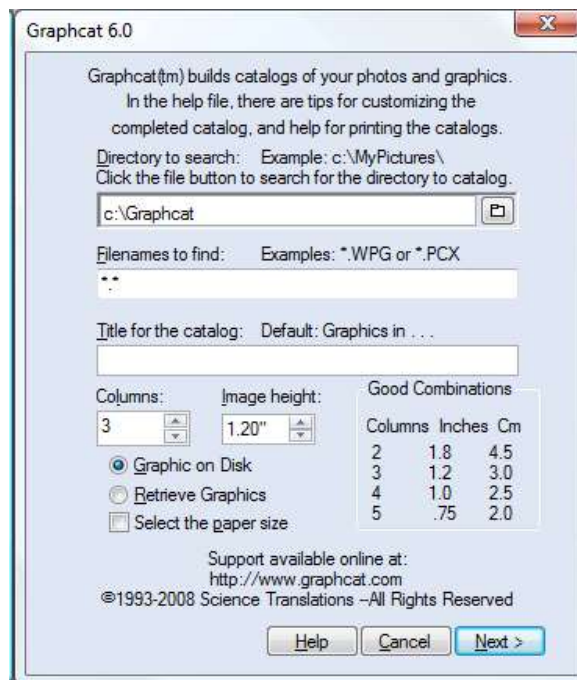 Graphcat 6.0
Graphcat(tm) builds catalogs of your photos and graphics.
In the help file, there are tips for customizing the
completed catalog, and help for printing the catalogs.
Directory to search: Example: c:\MyPictures\
Click the file button to search for the directory to catalog.
c:\Graphcat
Filenames to find: Examples: *.WPG or *.PCX
*.*
Title for the catalog: Default: Graphics in . . .
Columns: Image height:
3 1.20"
Graphic on Disk
Retrieve Graphics
Select the paper size
Good Combinations
Columns Inches Cm
2 1.8 4.5
3 1.2 3.0
4 1.0 2.5
5 .75 2.0
Support available online at:
http://www.graphcat.com
©1993-2008 Science Translations --All Rights Reserved
Help Cancel Next >